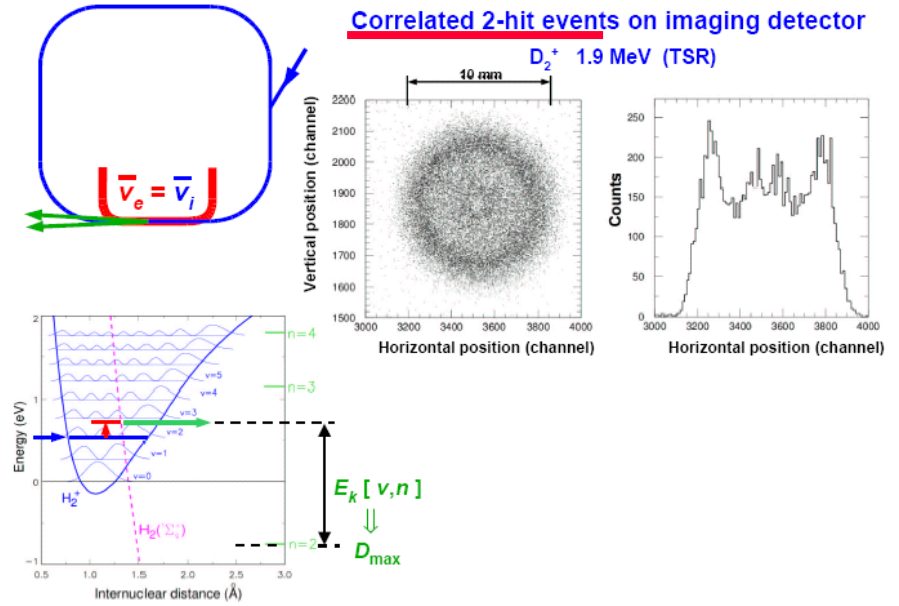 Correlated 2-hit events on imaging detector
D₂⁺ 1.9 MeV (TSR)
v̅ₑ = v̅ᵢ
10 mm
Vertical position (channel)
2200
2100
2000
1900
1800
1700
1600
1500
3000 3200 3400 3600 3800 4000
Horizontal position (channel)
Counts
250
200
150
100
50
0
3000 3200 3400 3600 3800 4000
Horizontal position (channel)
Energy (eV)
2
1
0
−1
n=4
n=3
n=2
v=5
v=4
v=3
v=2
v=1
v=0
H₂⁺
0.5 1.0 1.5 2.0 2.5 3.0
Internuclear distance (Å)
Eₖ [ v,n ]
⇓
Dmax